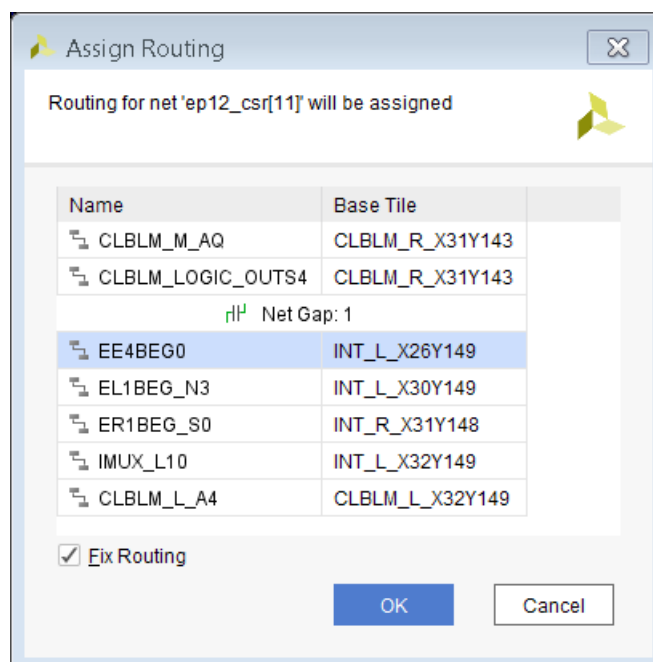 Assign Routing
Routing for net 'ep12_csr[11]' will be assigned
Name Base Tile
CLBLM_M_AQ CLBLM_R_X31Y143
CLBLM_LOGIC_OUTS4 CLBLM_R_X31Y143
Net Gap: 1
EE4BEG0 INT_L_X26Y149
EL1BEG_N3 INT_L_X30Y149
ER1BEG_S0 INT_R_X31Y148
IMUX_L10 INT_L_X32Y149
CLBLM_L_A4 CLBLM_L_X32Y149
Fix Routing
OK Cancel